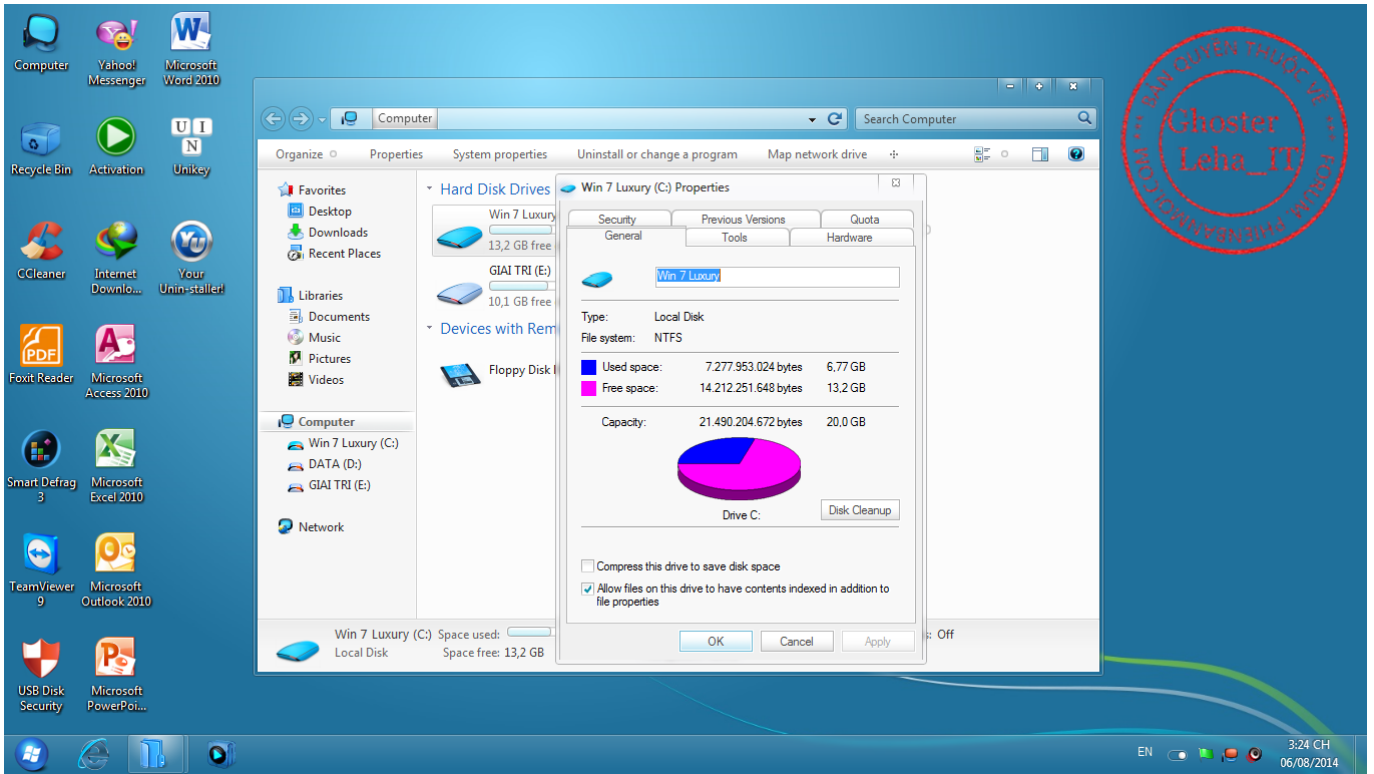 Computer
Yahoo!
Messenger
Microsoft
Word 2010
Recycle Bin
Activation
U I
N
Unikey
CCleaner
Internet
Downlo...
Your
Unin-staller!
PDF
Foxit Reader
Microsoft
Access 2010
Smart Defrag
3
Microsoft
Excel 2010
TeamViewer
9
Microsoft
Outlook 2010
USB Disk
Security
Microsoft
PowerPoi...
Computer
Search Computer
Organize
Properties
System properties
Uninstall or change a program
Map network drive
Favorites
Desktop
Downloads
Recent Places
Libraries
Documents
Music
Pictures
Videos
Computer
Win 7 Luxury (C:)
DATA (D:)
GIAI TRI (E:)
Network
Hard Disk Drives
Win 7 Luxury
13,2 GB free
GIAI TRI (E:)
10,1 GB free
Devices with Rem
Floppy Disk
Win 7 Luxury (C:) Properties
Security
Previous Versions
Quota
General
Tools
Hardware
Win 7 Luxury
Type: Local Disk
File system: NTFS
Used space: 7.277.953.024 bytes 6,77 GB
Free space: 14.212.251.648 bytes 13,2 GB
Capacity: 21.490.204.672 bytes 20,0 GB
Drive C:
Disk Cleanup
Compress this drive to save disk space
Allow files on this drive to have contents indexed in addition to
file properties
OK
Cancel
Apply
Win 7 Luxury (C:) Space used:
Off
Local Disk Space free: 13,2 GB
BẢN QUYỀN THUỘC VỀ
Ghoster
Leha_IT
FORUM.PHIENBANMOI.COM
EN
3:24 CH
06/08/2014